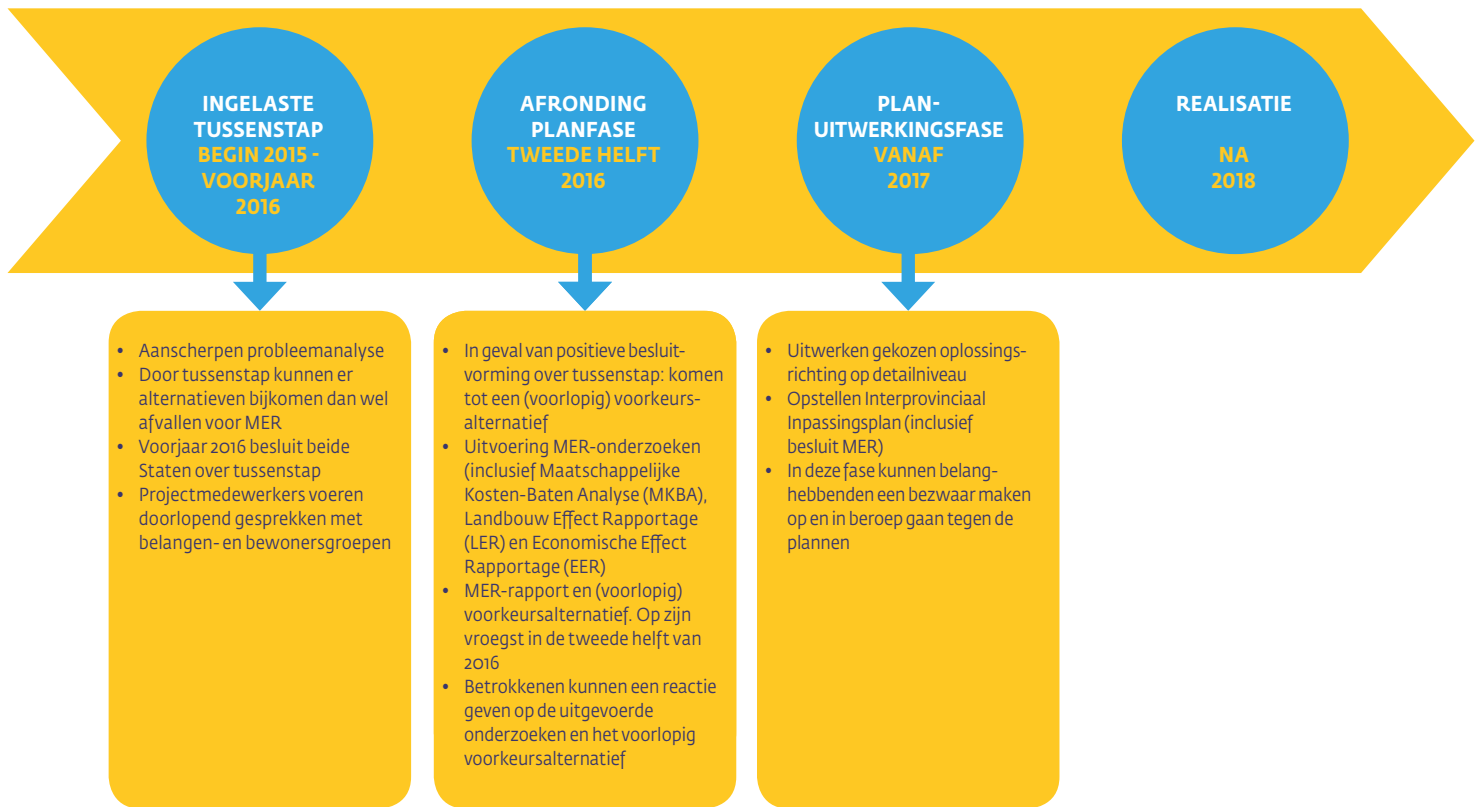 INGELASTE
TUSSENSTAP
BEGIN 2015 -
VOORJAAR
2016
AFRONDING
PLANFASE
TWEEDE HELFT
2016
PLAN-
UITWERKINGSFASE
VANAF
2017
REALISATIE
NA
2018
• Aanscherpen probleemanalyse
• Door tussenstap kunnen er
alternatieven bijkomen dan wel
afvallen voor MER
• Voorjaar 2016 besluit beide
Staten over tussenstap
• Projectmedewerkers voeren
doorlopend gesprekken met
belangen- en bewonersgroepen
• In geval van positieve besluit-
vorming over tussenstap: komen
tot een (voorlopig) voorkeurs-
alternatief
• Uitvoering MER-onderzoeken
(inclusief Maatschappelijke
Kosten-Baten Analyse (MKBA),
Landbouw Effect Rapportage
(LER) en Economische Effect
Rapportage (EER)
• MER-rapport en (voorlopig)
voorkeursalternatief. Op zijn
vroegst in de tweede helft van
2016
• Betrokkenen kunnen een reactie
geven op de uitgevoerde
onderzoeken en het voorlopig
voorkeursalternatief
• Uitwerken gekozen oplossings-
richting op detailniveau
• Opstellen Interprovinciaal
Inpassingsplan (inclusief
besluit MER)
• In deze fase kunnen belang-
hebbenden een bezwaar maken
op en in beroep gaan tegen de
plannen